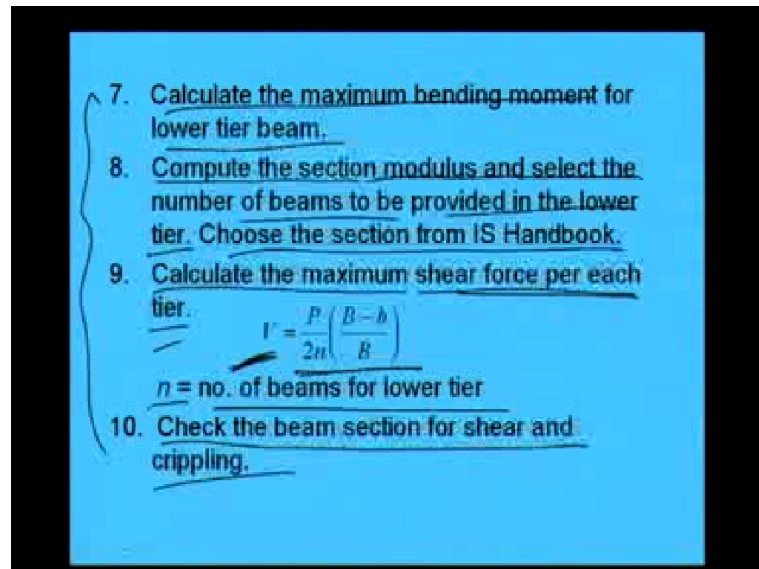 7. Calculate the maximum bending moment for
lower tier beam.
8. Compute the section modulus and select the
number of beams to be provided in the lower
tier. Choose the section from IS Handbook.
9. Calculate the maximum shear force per each
tier.
V = P/2n (B – b / B)
n = no. of beams for lower tier
10. Check the beam section for shear and
crippling.